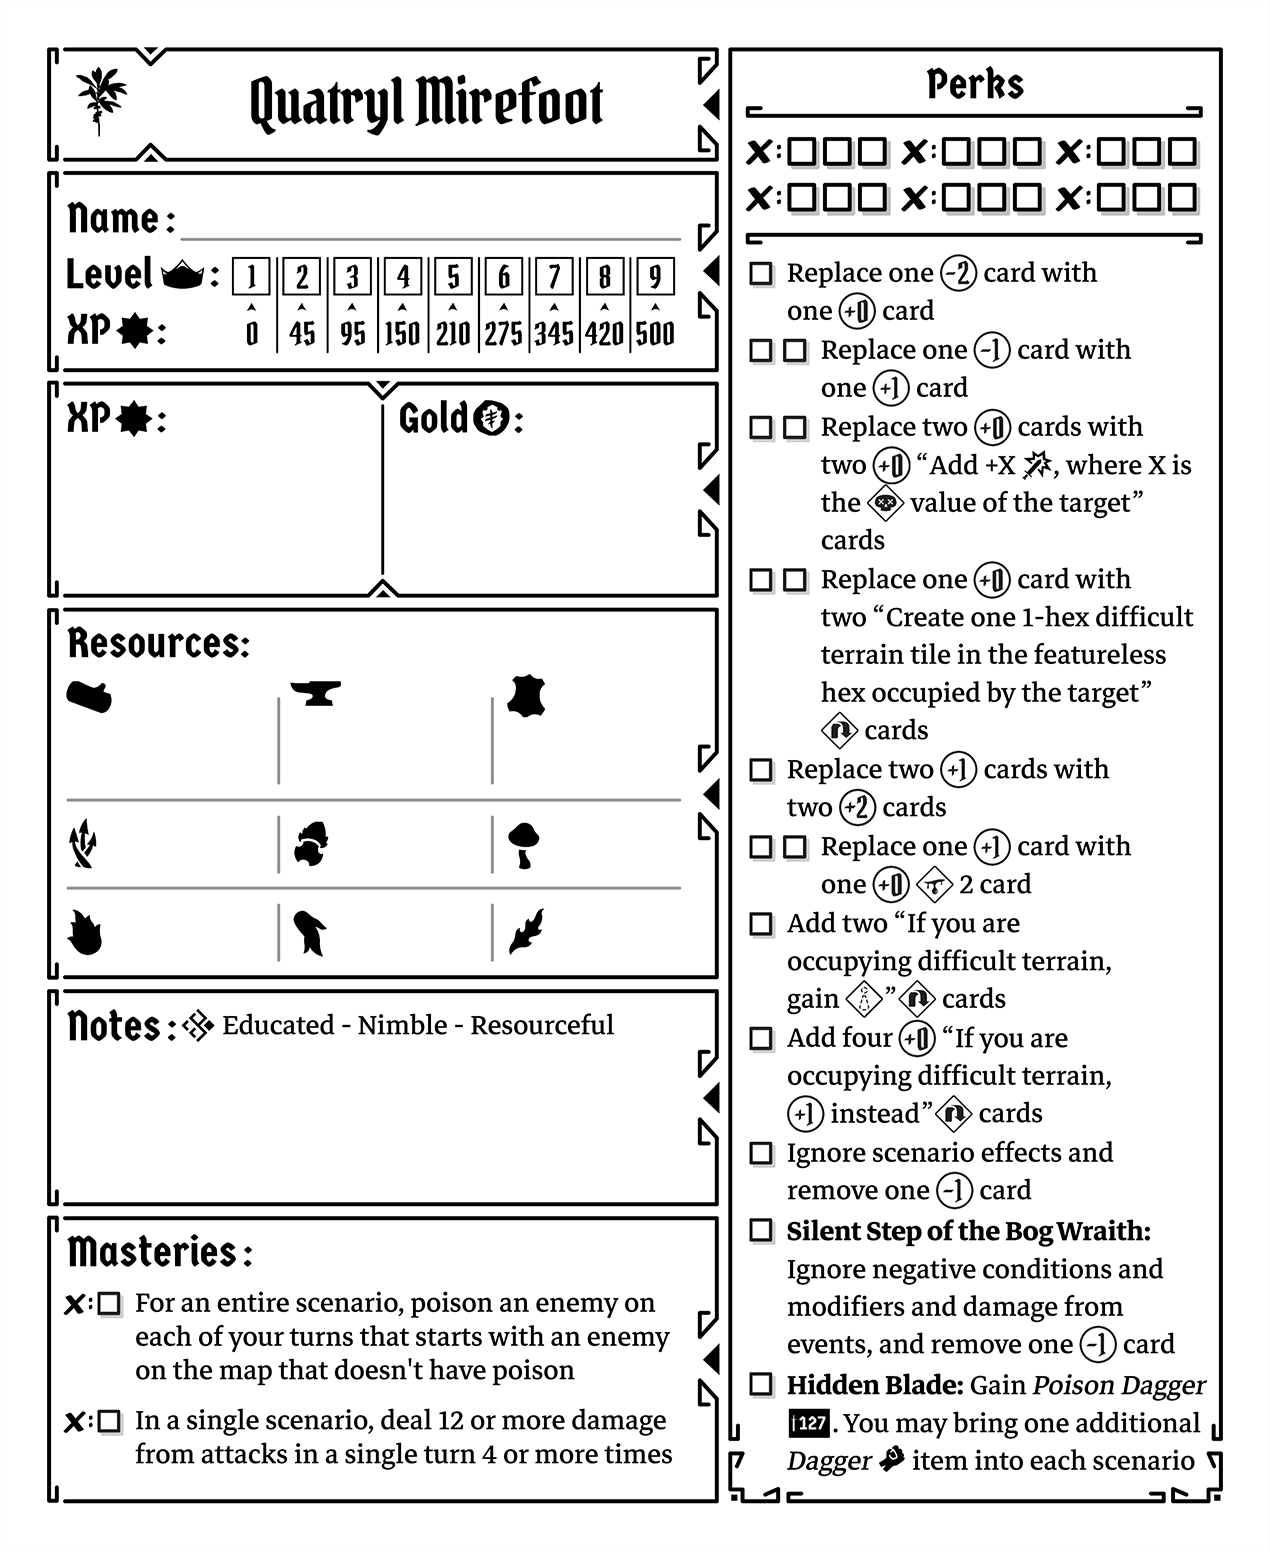 Quatryl Mirefoot
Name:
Level : 1 2 3 4 5 6 7 8 9
XP : 0 45 95 150 210 275 345 420 500
XP :
Gold :
Resources:
Notes: Educated - Nimble - Resourceful
Masteries:
For an entire scenario, poison an enemy on
each of your turns that starts with an enemy
on the map that doesn't have poison
In a single scenario, deal 12 or more damage
from attacks in a single turn 4 or more times
Perks
Replace one -2 card with
one +0 card
Replace one -1 card with
one +1 card
Replace two +0 cards with
two +0 “Add +X , where X is
the value of the target”
cards
Replace one +0 card with
two “Create one 1-hex difficult
terrain tile in the featureless
hex occupied by the target”
cards
Replace two +1 cards with
two +2 cards
Replace one +1 card with
one +0 2 card
Add two “If you are
occupying difficult terrain,
gain ” cards
Add four +0 “If you are
occupying difficult terrain,
+1 instead” cards
Ignore scenario effects and
remove one -1 card
Silent Step of the Bog Wraith:
Ignore negative conditions and
modifiers and damage from
events, and remove one -1 card
Hidden Blade: Gain Poison Dagger
127. You may bring one additional
Dagger item into each scenario